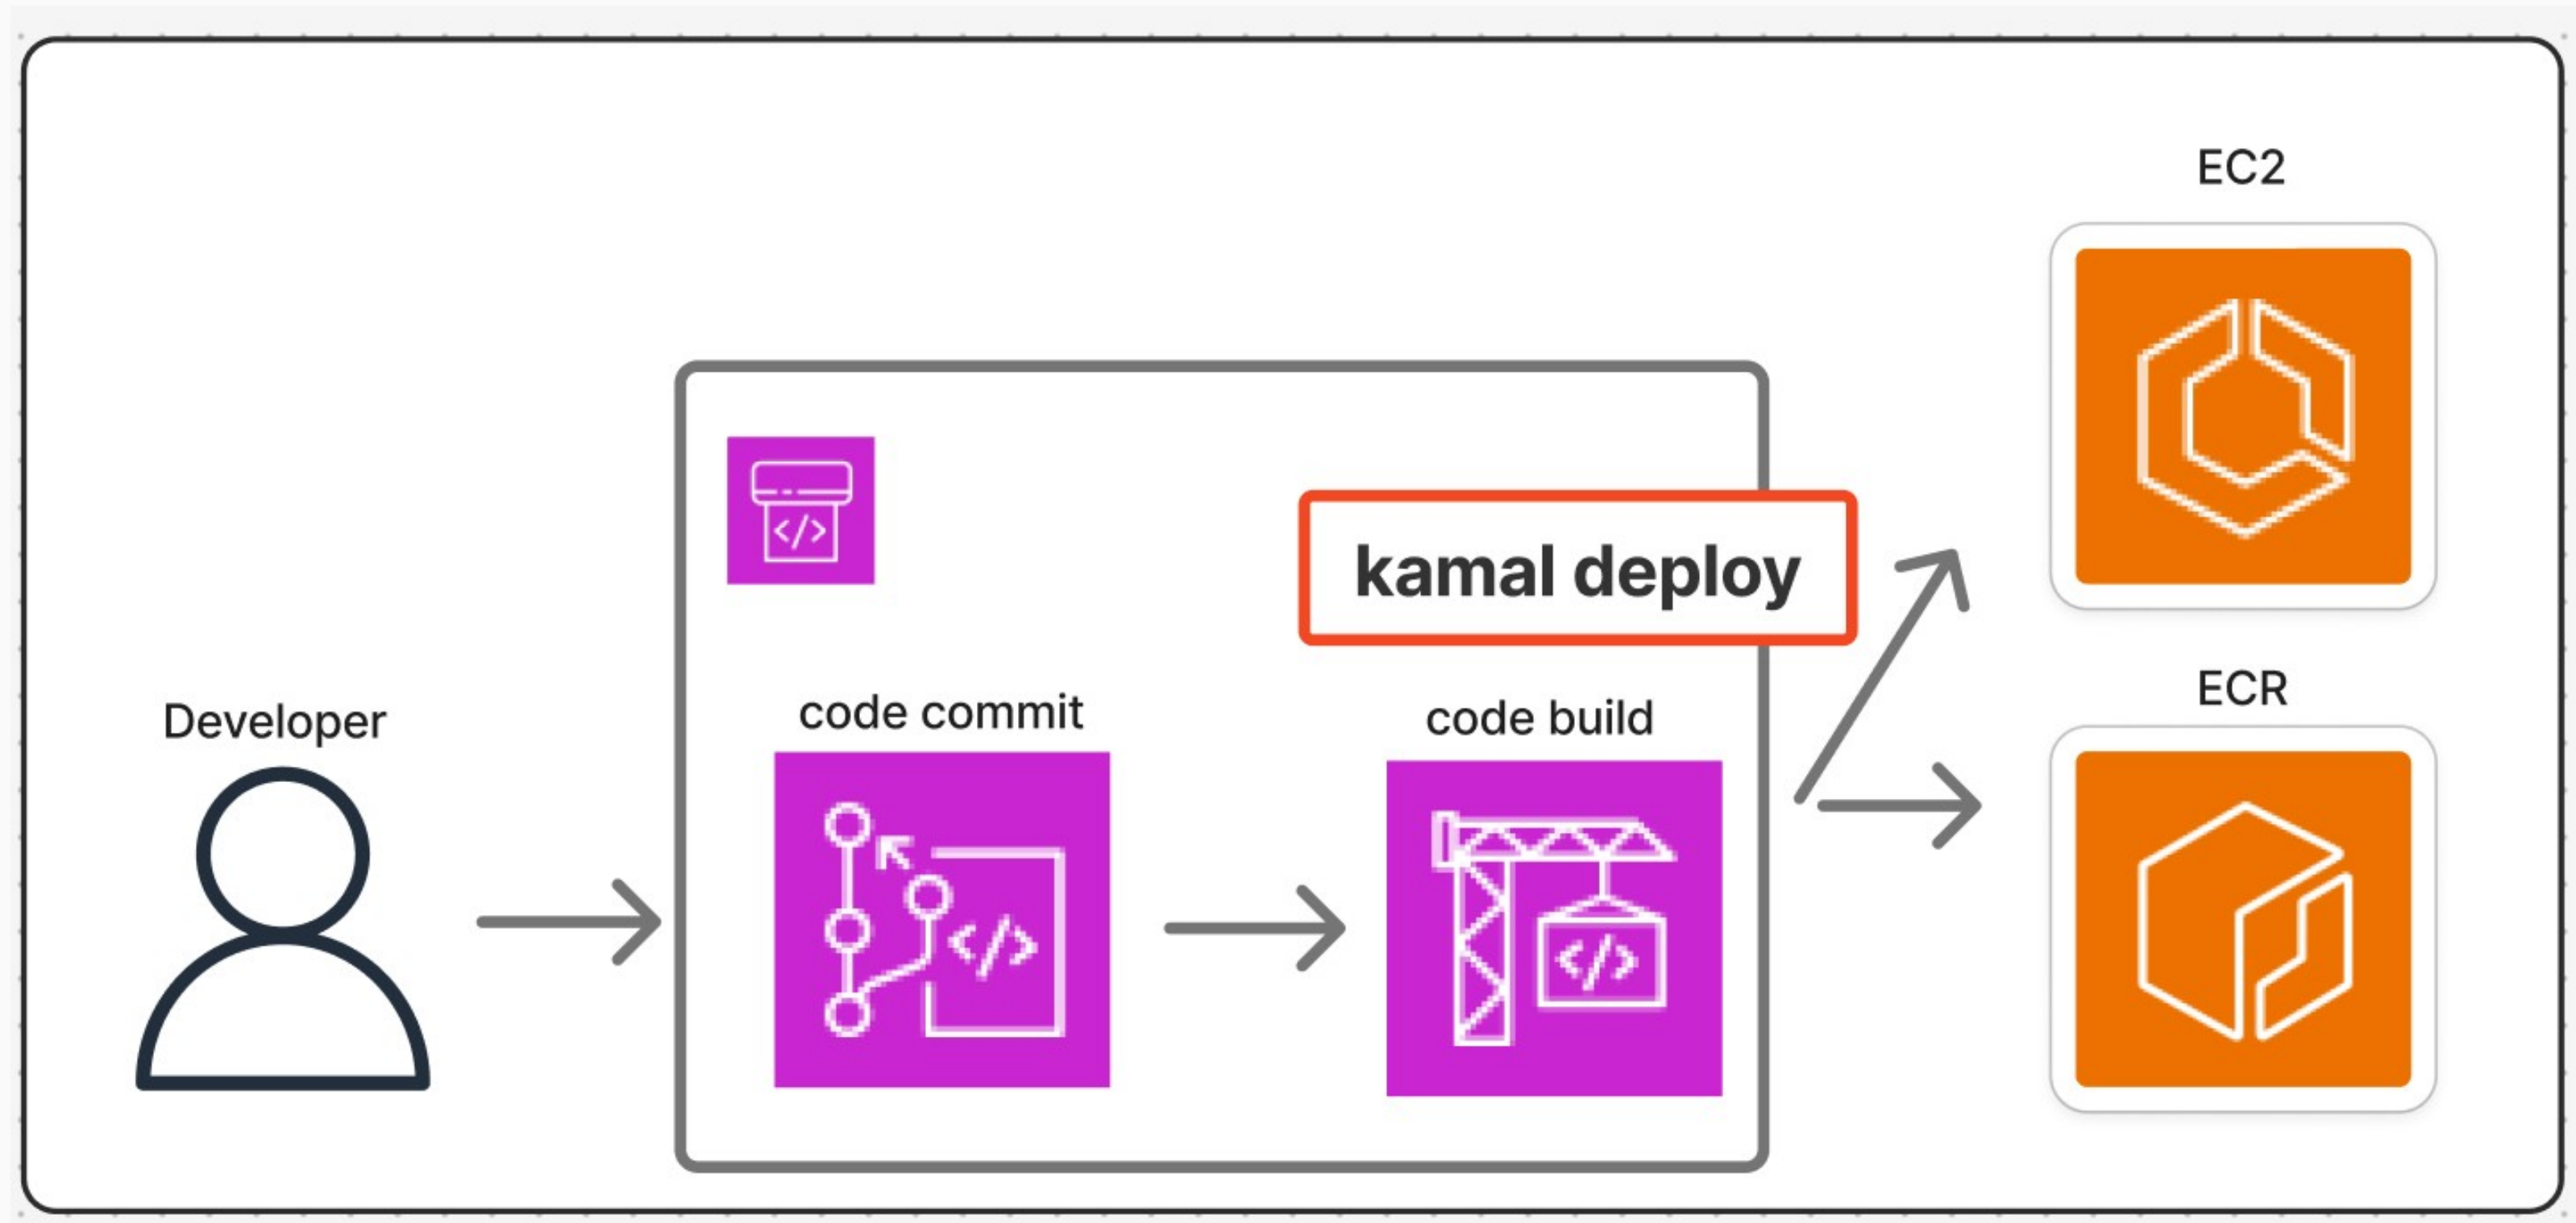 EC2
kamal deploy
ECR
Developer
code commit
code build
</>
</>
</>